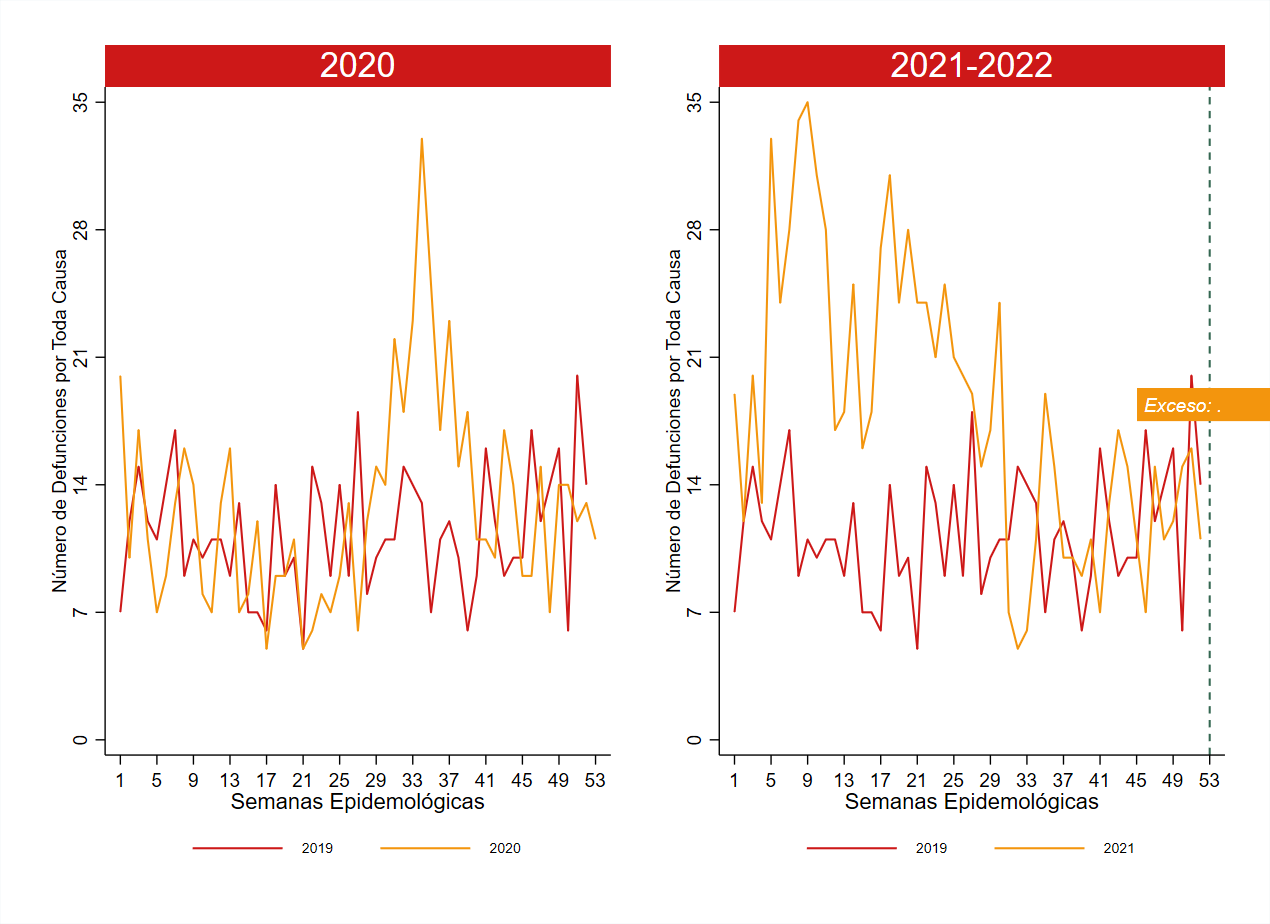 2020
35
28
21
14
7
0
Número de Defunciones por Toda Causa
1 5 9 13 17 21 25 29 33 37 41 45 49 53
Semanas Epidemológicas
2019 2020
2021-2022
35
28
21
14
7
0
Número de Defunciones por Toda Causa
Exceso: .
1 5 9 13 17 21 25 29 33 37 41 45 49 53
Semanas Epidemológicas
2019 2021